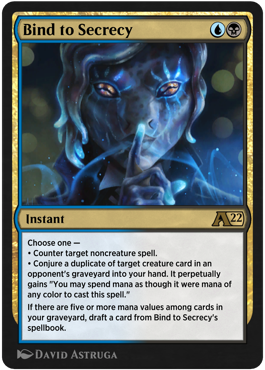 Bind to Secrecy
Instant
A22
Choose one —
• Counter target noncreature spell.
• Conjure a duplicate of target creature card in an
opponent's graveyard into your hand. It perpetually
gains "You may spend mana as though it were mana of
any color to cast this spell."
If there are five or more mana values among cards in
your graveyard, draft a card from Bind to Secrecy's
spellbook.
DAVID ASTRUGA